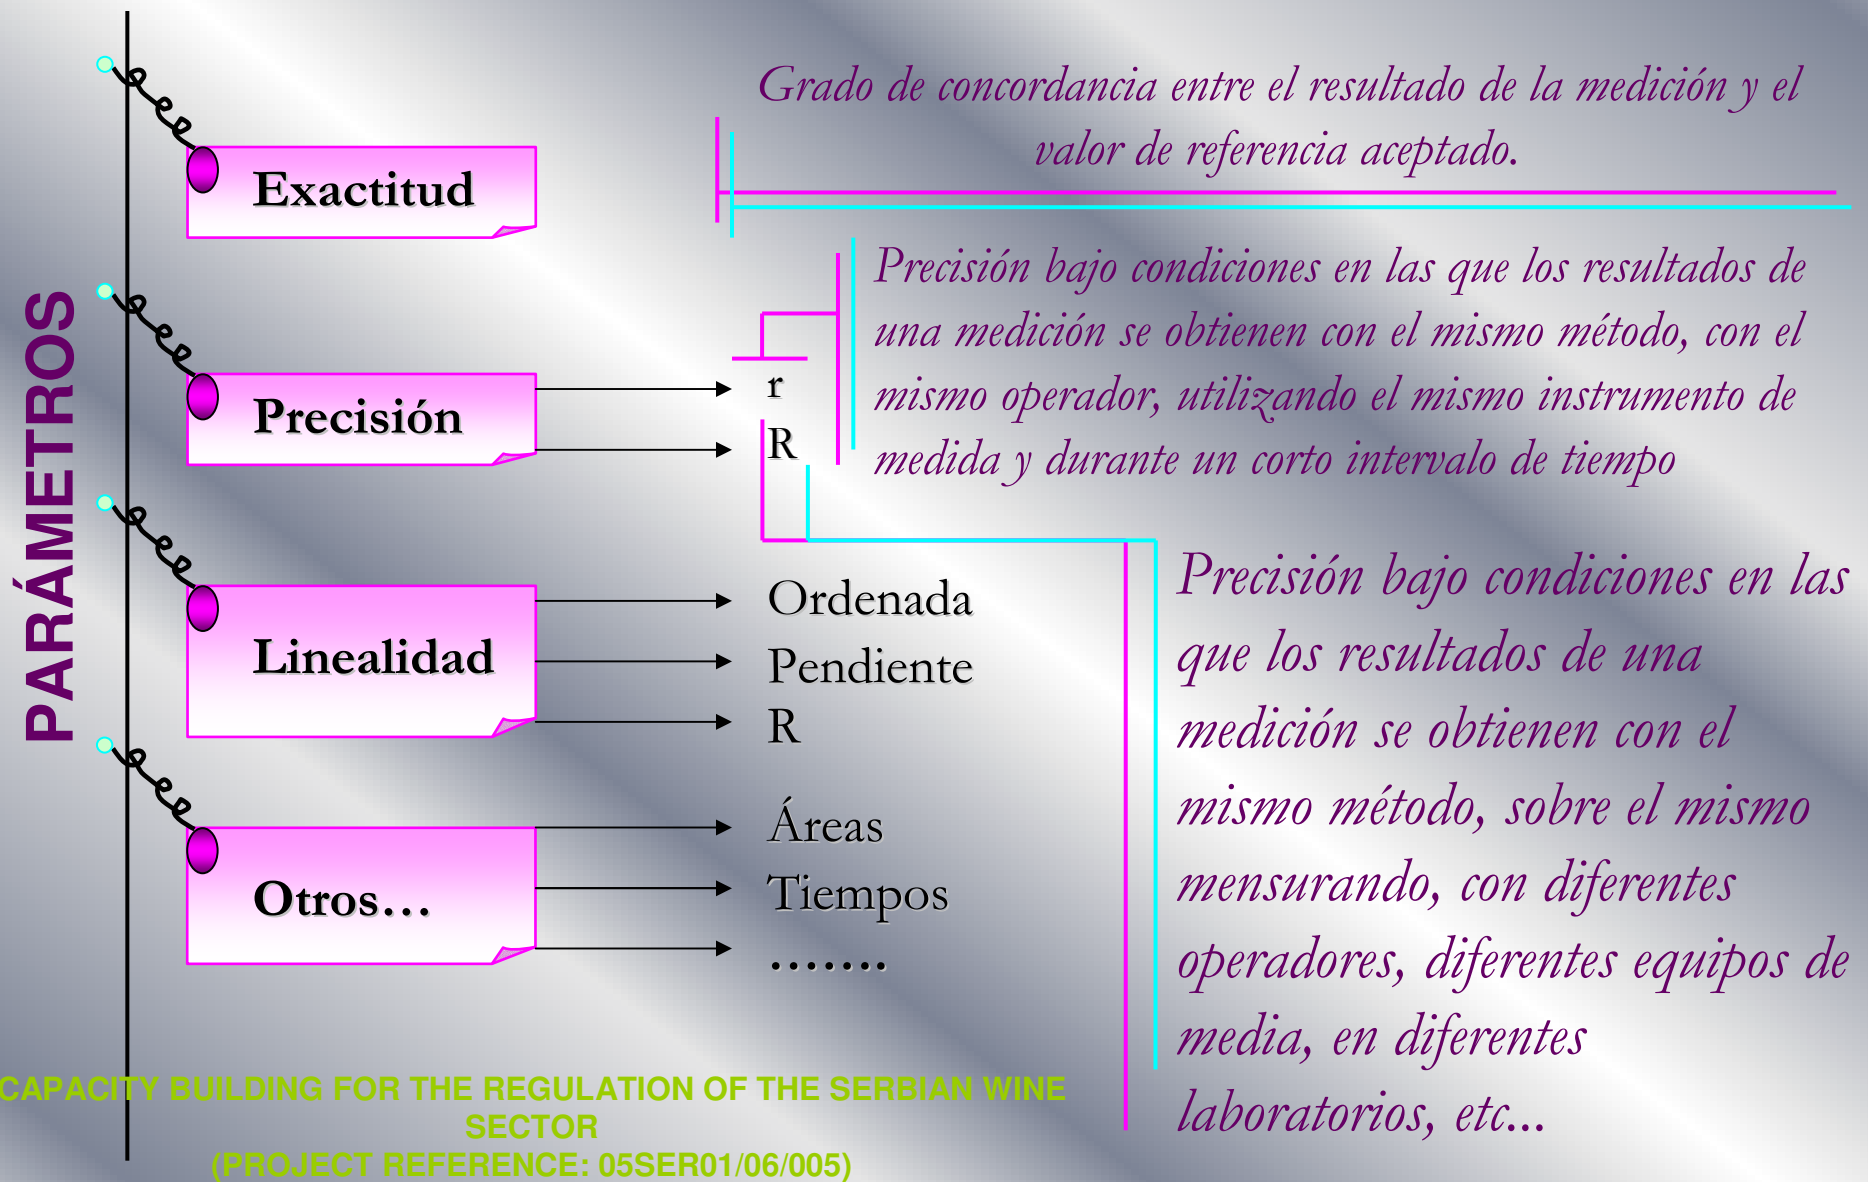 PARÁMETROS
Exactitud
Grado de concordancia entre el resultado de la medición y el
valor de referencia aceptado.
Precisión
r
R
Precisión bajo condiciones en las que los resultados de
una medición se obtienen con el mismo método, con el
mismo operador, utilizando el mismo instrumento de
medida y durante un corto intervalo de tiempo
Precisión bajo condiciones en las
que los resultados de una
medición se obtienen con el
mismo método, sobre el mismo
mensurando, con diferentes
operadores, diferentes equipos de
media, en diferentes
laboratorios, etc...
Linealidad
Ordenada
Pendiente
R
Otros…
Áreas
Tiempos
…….
CAPACITY BUILDING FOR THE REGULATION OF THE SERBIAN WINE
SECTOR
(PROJECT REFERENCE: 05SER01/06/005)